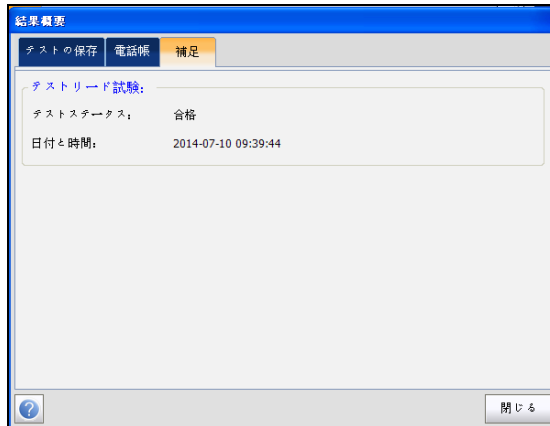 結果概要
テストの保存 電話帳 補足
テストリード試験:
テストステータス: 合格
日付と時間: 2014-07-10 09:39:44
?
閉じる